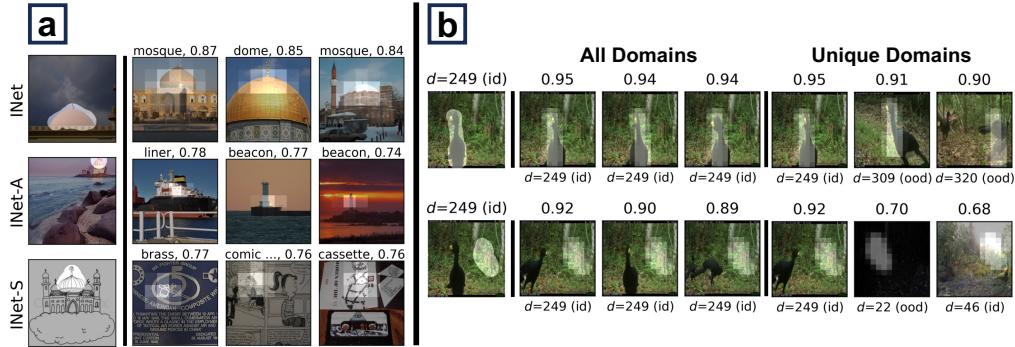 a
INet
mosque, 0.87 dome, 0.85 mosque, 0.84
INet-A
liner, 0.78 beacon, 0.77 beacon, 0.74
INet-S
brass, 0.77 comic ..., 0.76 cassette, 0.76
b
All Domains Unique Domains
d=249 (id) 0.95 0.94 0.94 0.95 0.91 0.90
d=249 (id) d=249 (id) d=249 (id) d=249 (id) d=309 (ood) d=320 (ood)
d=249 (id) 0.92 0.90 0.89 0.92 0.70 0.68
d=249 (id) d=249 (id) d=249 (id) d=249 (id) d=22 (ood) d=46 (id)